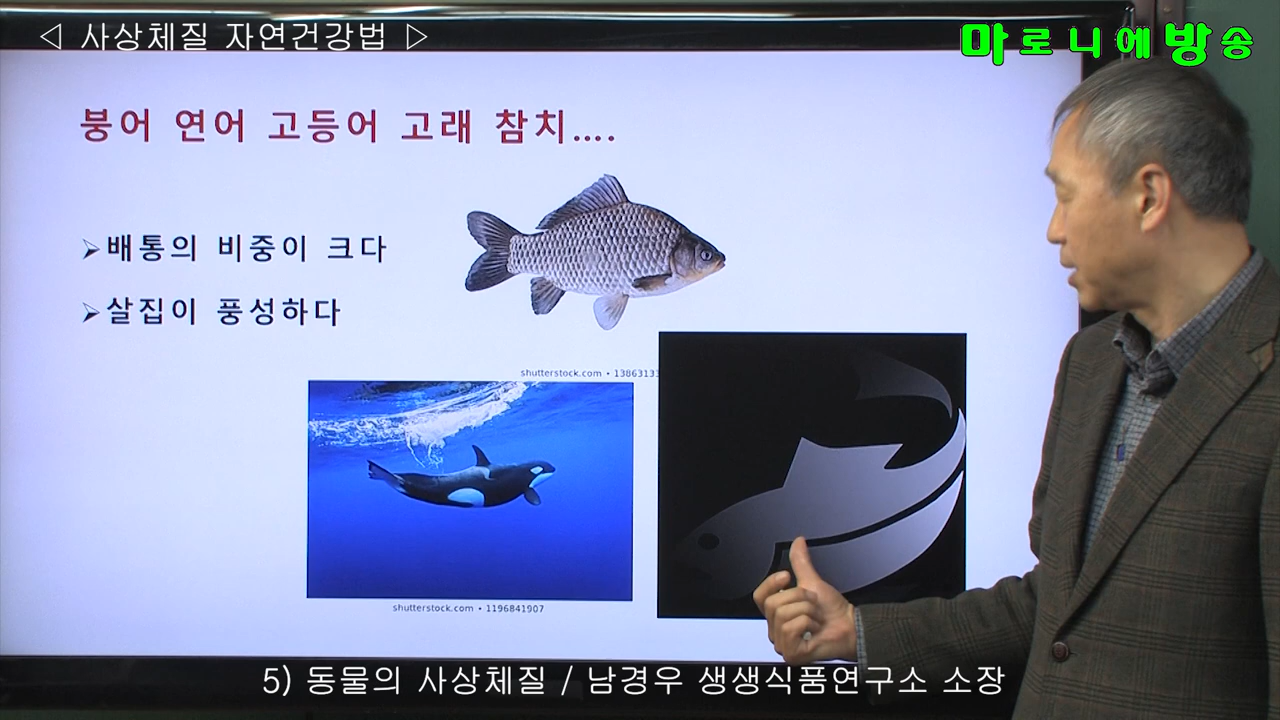 ◁ 사상체질 자연건강법 ▷
마로니에방송
붕어 연어 고등어 고래 참치....
➢배통의 비중이 크다
➢살집이 풍성하다
shutterstock.com • 13863133
shutterstock.com • 1196841907
5) 동물의 사상체질 / 남경우 생생식품연구소 소장